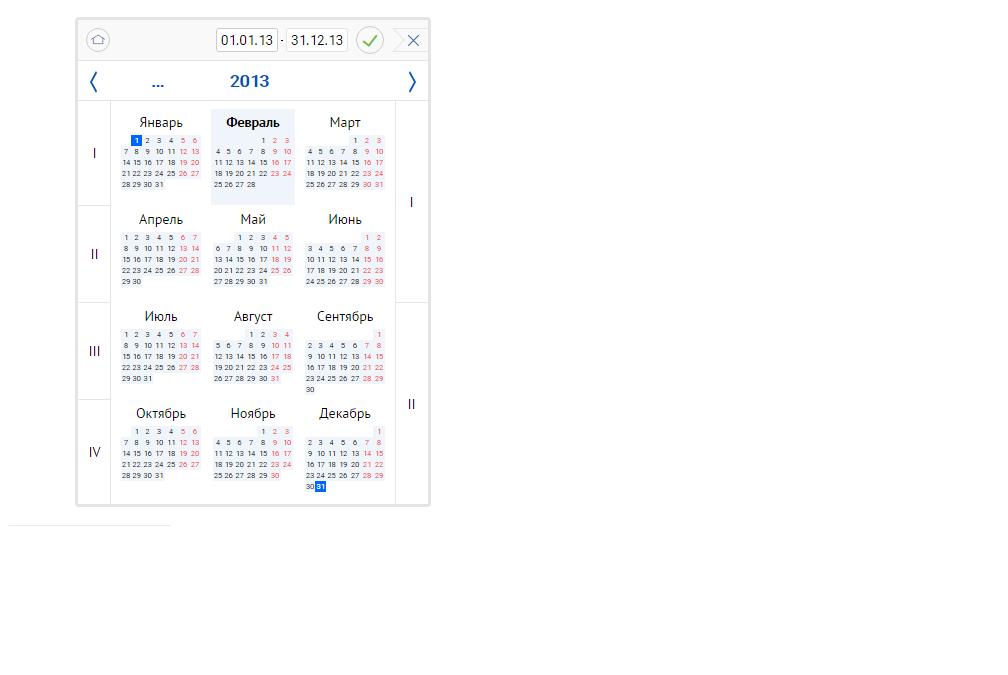 01.01.13 - 31.12.13
... 2013
I
Январь
1 2 3 4 5 6
7 8 9 10 11 12 13
14 15 16 17 18 19 20
21 22 23 24 25 26 27
28 29 30 31
Февраль
1 2 3
4 5 6 7 8 9 10
11 12 13 14 15 16 17
18 19 20 21 22 23 24
25 26 27 28
Март
1 2 3
4 5 6 7 8 9 10
11 12 13 14 15 16 17
18 19 20 21 22 23 24
25 26 27 28 29 30 31
I
II
Апрель
1 2 3 4 5 6 7
8 9 10 11 12 13 14
15 16 17 18 19 20 21
22 23 24 25 26 27 28
29 30
Май
1 2 3 4 5
6 7 8 9 10 11 12
13 14 15 16 17 18 19
20 21 22 23 24 25 26
27 28 29 30 31
Июнь
1 2
3 4 5 6 7 8 9
10 11 12 13 14 15 16
17 18 19 20 21 22 23
24 25 26 27 28 29 30
III
Июль
1 2 3 4 5 6 7
8 9 10 11 12 13 14
15 16 17 18 19 20 21
22 23 24 25 26 27 28
29 30 31
Август
1 2 3 4
5 6 7 8 9 10 11
12 13 14 15 16 17 18
19 20 21 22 23 24 25
26 27 28 29 30 31
Сентябрь
1
2 3 4 5 6 7 8
9 10 11 12 13 14 15
16 17 18 19 20 21 22
23 24 25 26 27 28 29
30
II
IV
Октябрь
1 2 3 4 5 6
7 8 9 10 11 12 13
14 15 16 17 18 19 20
21 22 23 24 25 26 27
28 29 30 31
Ноябрь
1 2 3
4 5 6 7 8 9 10
11 12 13 14 15 16 17
18 19 20 21 22 23 24
25 26 27 28 29 30
Декабрь
1
2 3 4 5 6 7 8
9 10 11 12 13 14 15
16 17 18 19 20 21 22
23 24 25 26 27 28 29
30 31